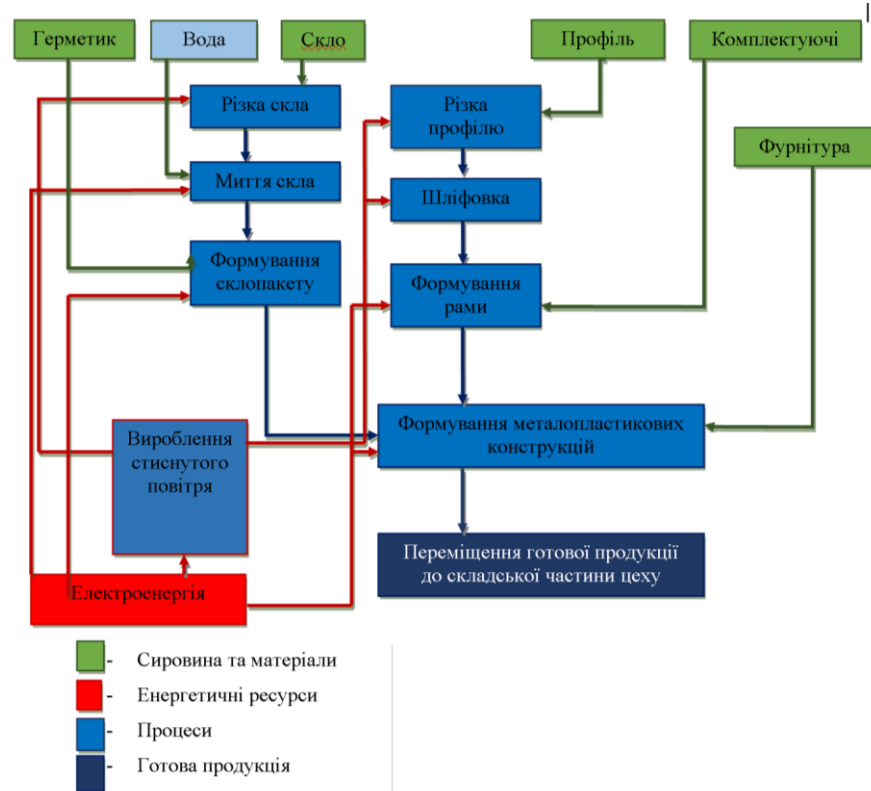 Герметик
Вода
Скло
Профіль
Комплектуючі
Різка скла
Різка
профілю
Фурнітура
Миття скла
Шліфовка
Формування
склопакету
Формування
рами
Вироблення
стиснутого
повітря
Формування металопластикових
конструцій
Переміщення готової продукції
до складської частини цеху
Електроенергія
- Сировина та матеріали
- Енергетичні ресурси
- Процеси
- Готова продукція